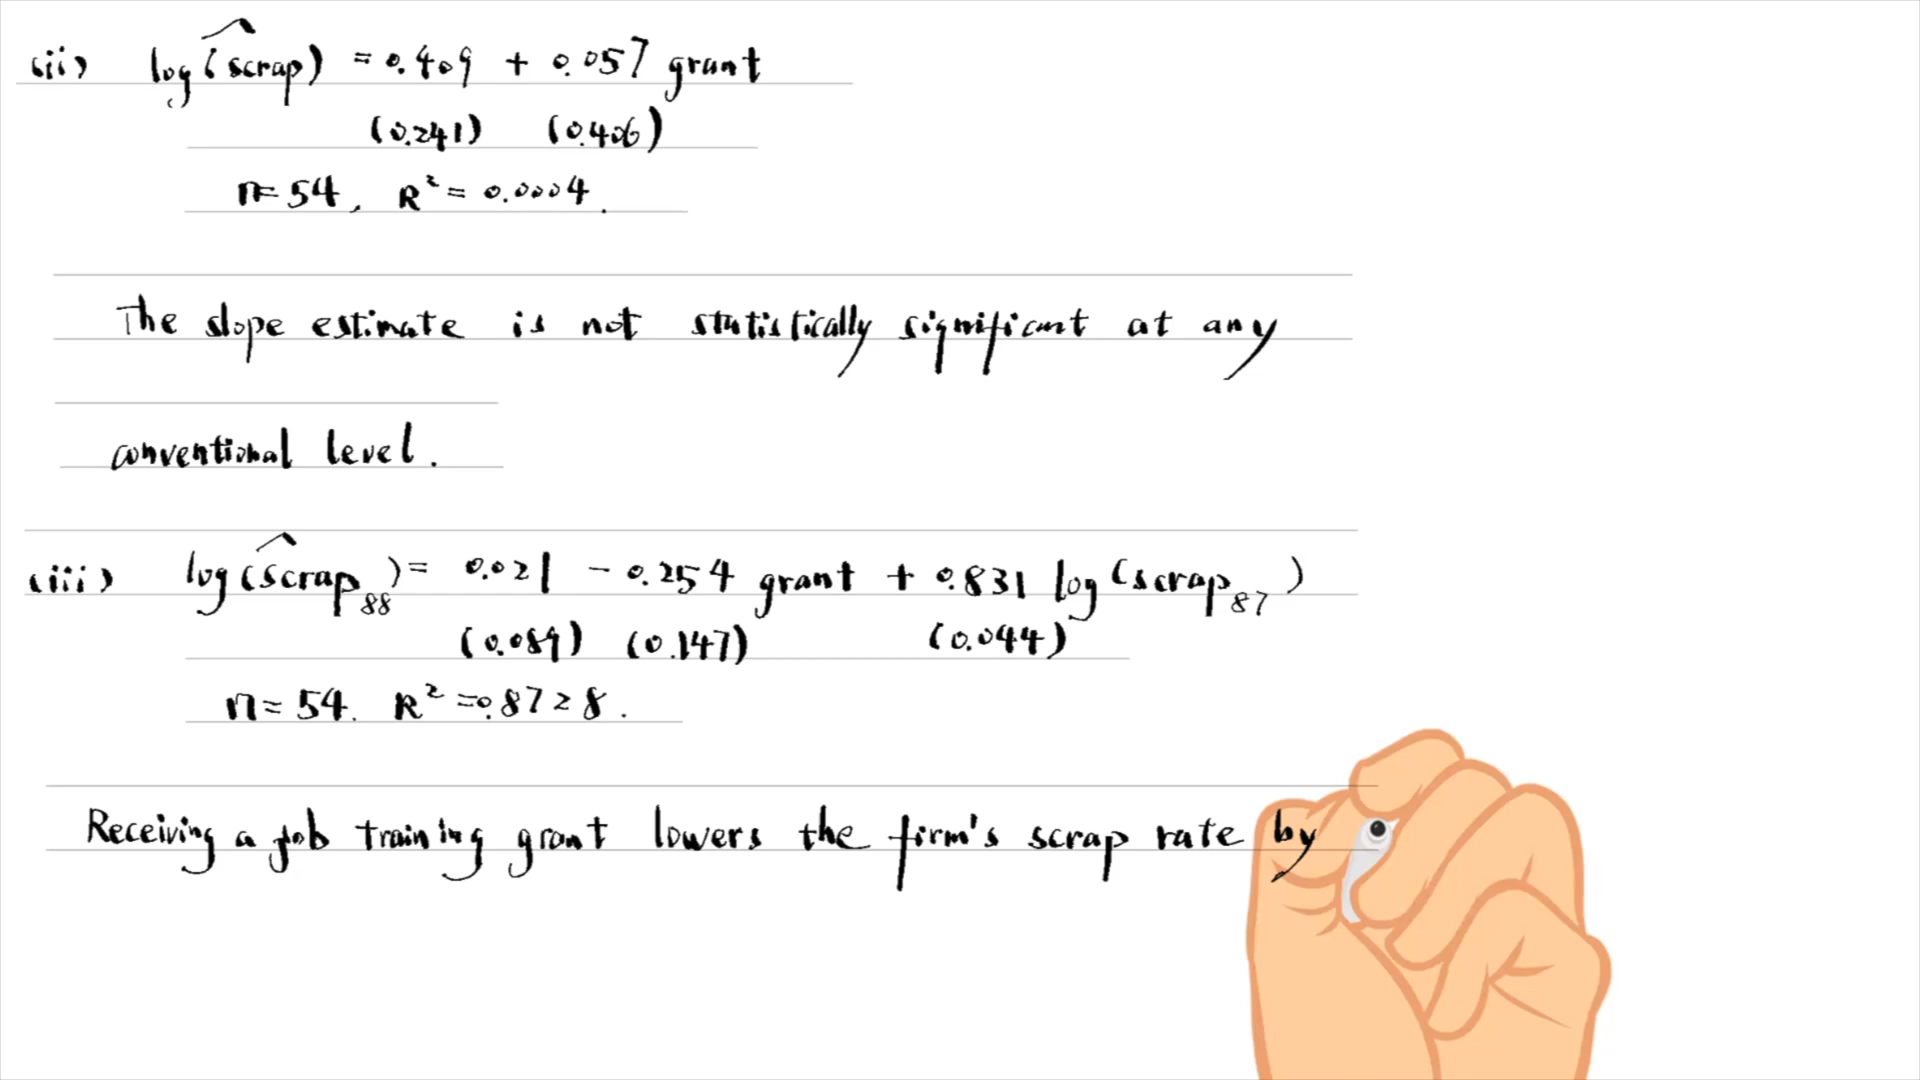 (ii) log(scrap)^ = 0.409 + 0.057 grant
(0.241) (0.406)
n=54, R² = 0.0004.
The slope estimate is not statistically significant at any
conventional level.
(iii) log(scrap₈₈)^ = 0.021 - 0.254 grant + 0.831 log(scrap₈₇)
(0.089) (0.147) (0.044)
n=54. R² =0.8728.
Receiving a job training grant lowers the firm's scrap rate by